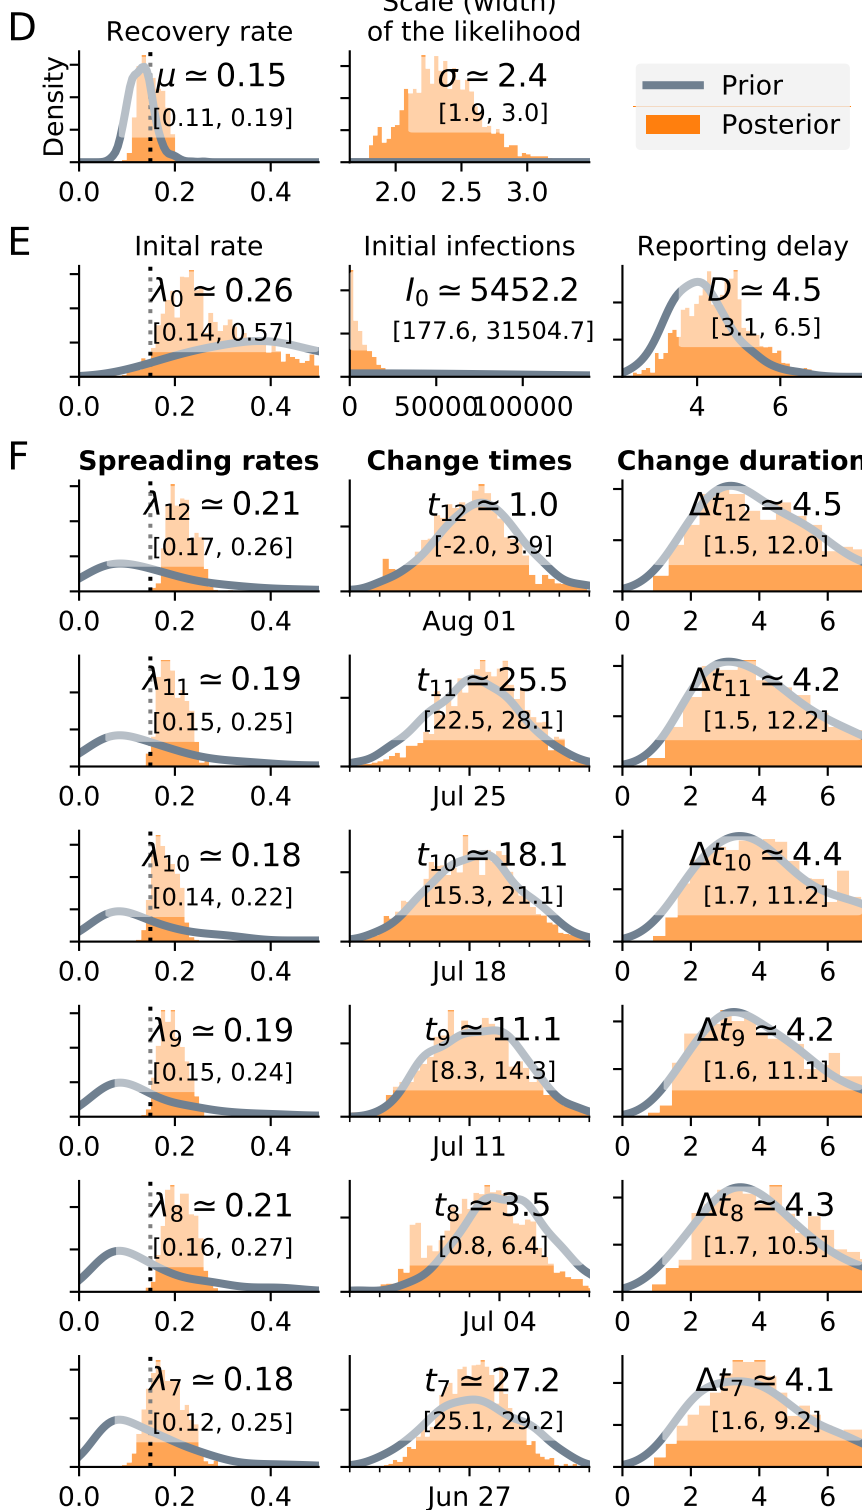 D
Recovery rate
Scale (width)
of the likelihood
Density
μ ≃ 0.15
[0.11, 0.19]
0.0 0.2 0.4
σ ≃ 2.4
[1.9, 3.0]
2.0 2.5 3.0
Prior
Posterior
E
Inital rate
λ0 ≃ 0.26
[0.14, 0.57]
0.0 0.2 0.4
Initial infections
I0 ≃ 5452.2
[177.6, 31504.7]
0 50000 100000
Reporting delay
D ≃ 4.5
[3.1, 6.5]
4 6
F
Spreading rates
Change times
Change duration
λ12 ≃ 0.21
[0.17, 0.26]
0.0 0.2 0.4
t12 ≃ 1.0
[-2.0, 3.9]
Aug 01
Δt12 ≃ 4.5
[1.5, 12.0]
0 2 4 6
λ11 ≃ 0.19
[0.15, 0.25]
0.0 0.2 0.4
t11 ≃ 25.5
[22.5, 28.1]
Jul 25
Δt11 ≃ 4.2
[1.5, 12.2]
0 2 4 6
λ10 ≃ 0.18
[0.14, 0.22]
0.0 0.2 0.4
t10 ≃ 18.1
[15.3, 21.1]
Jul 18
Δt10 ≃ 4.4
[1.7, 11.2]
0 2 4 6
λ9 ≃ 0.19
[0.15, 0.24]
0.0 0.2 0.4
t9 ≃ 11.1
[8.3, 14.3]
Jul 11
Δt9 ≃ 4.2
[1.6, 11.1]
0 2 4 6
λ8 ≃ 0.21
[0.16, 0.27]
0.0 0.2 0.4
t8 ≃ 3.5
[0.8, 6.4]
Jul 04
Δt8 ≃ 4.3
[1.7, 10.5]
0 2 4 6
λ7 ≃ 0.18
[0.12, 0.25]
0.0 0.2 0.4
t7 ≃ 27.2
[25.1, 29.2]
Jun 27
Δt7 ≃ 4.1
[1.6, 9.2]
0 2 4 6